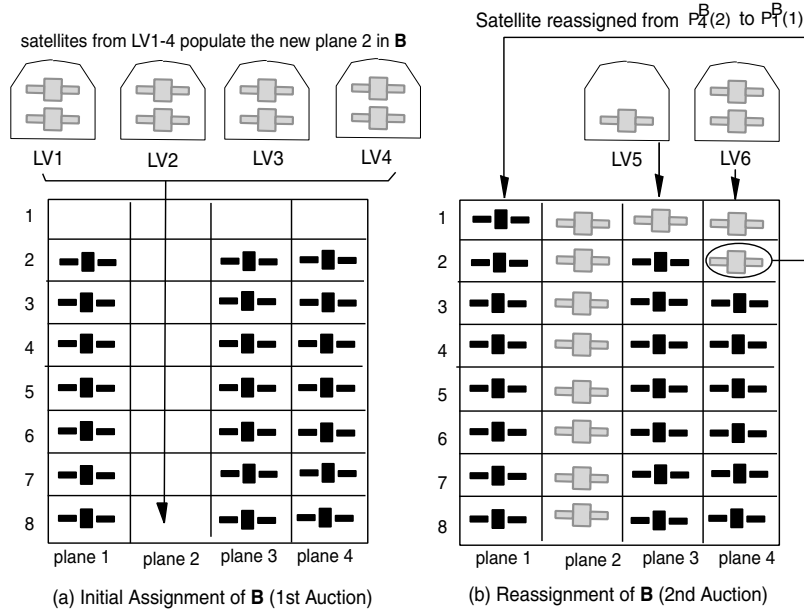 Satellite reassigned from P₄ᴮ(2) to P₁ᴮ(1)
satellites from LV1-4 populate the new plane 2 in B
LV1 LV2 LV3 LV4
LV5 LV6
1
2
3
4
5
6
7
8
plane 1 plane 2 plane 3 plane 4
1
2
3
4
5
6
7
8
plane 1 plane 2 plane 3 plane 4
(a) Initial Assignment of B (1st Auction)
(b) Reassignment of B (2nd Auction)